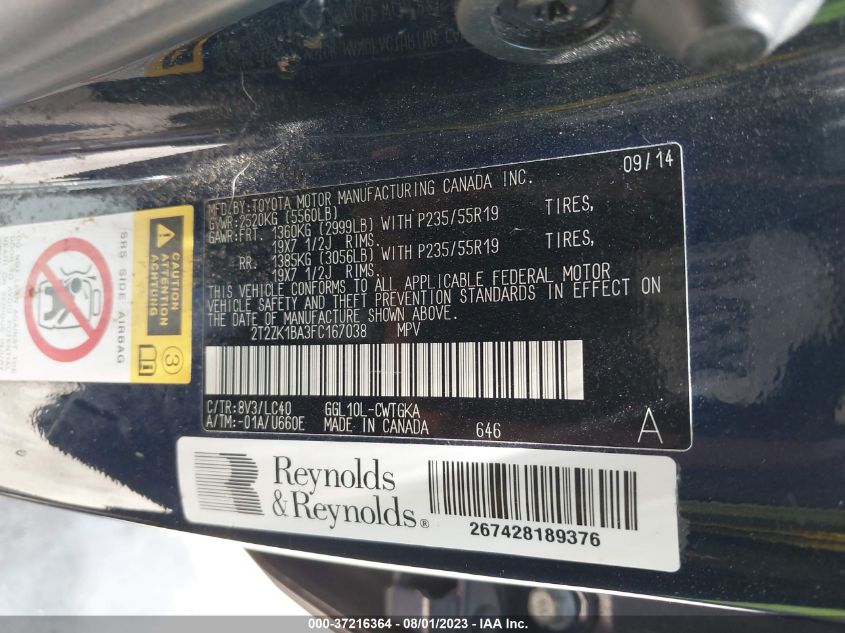 09/14
MFD.BY:TOYOTA MOTOR MANUFACTURING CANADA INC.
GVWR:2520KG (5560LB)
GAWR:FRT. 1360KG (2999LB) WITH P235/55R19 TIRES,
19X7 1/2J RIMS.
RR. 1385KG (3056LB) WITH P235/55R19 TIRES,
19X7 1/2J RIMS.
THIS VEHICLE CONFORMS TO ALL APPLICABLE FEDERAL MOTOR
VEHICLE SAFETY AND THEFT PREVENTION STANDARDS IN EFFECT ON
THE DATE OF MANUFACTURE SHOWN ABOVE.
2T2ZK1BA3FC167038 MPV
C/TR:8V3/LC40 GGL10L-CWTGKA
A/TM:-01A/U660E MADE IN CANADA 646 A
CAUTION
ATTENTION
3
SRS SIDE AIRBAG
Reynolds
& Reynolds®
267428189376
000-37216364 - 08/01/2023 - IAA Inc.